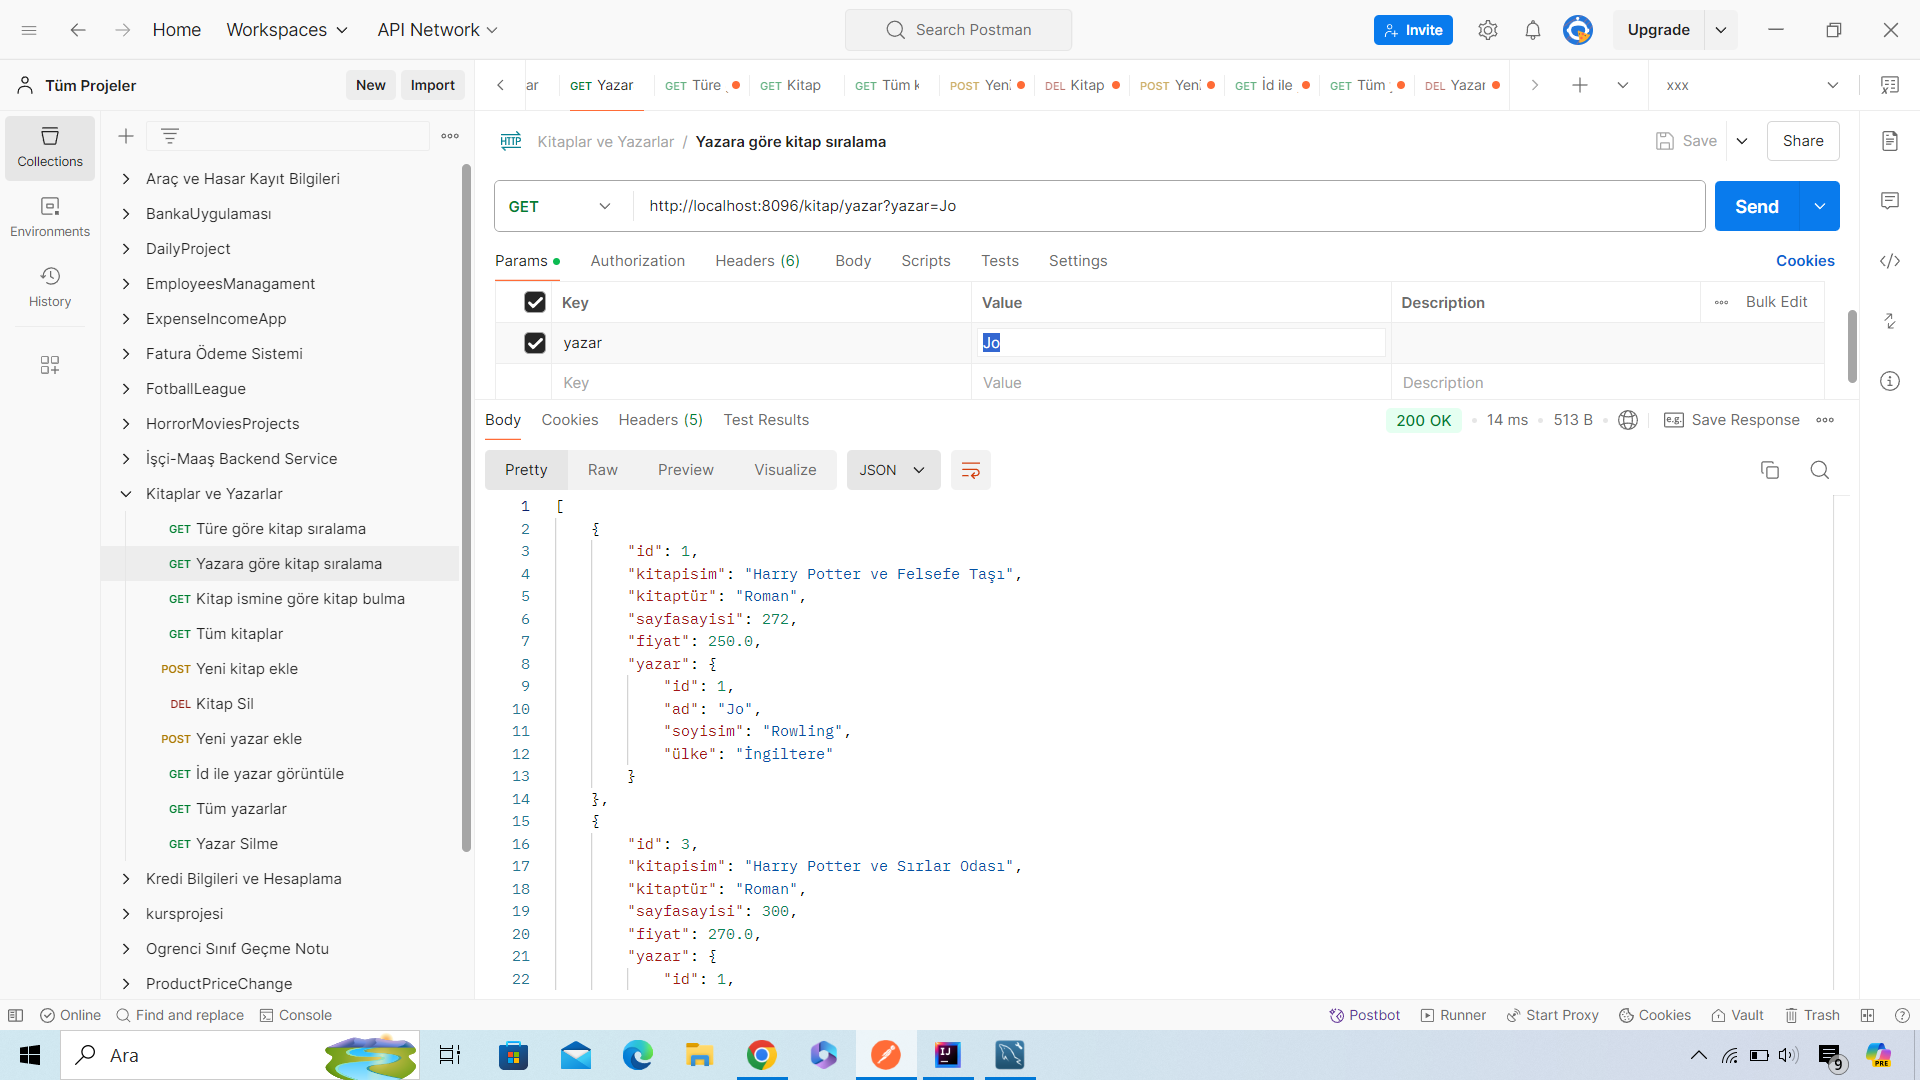 Home
Workspaces
API Network
Search Postman
Invite
Upgrade
Tüm Projeler
New
Import
ar
GET Yazar
GET Türe
GET Kitap
GET Tüm k
POST Yeni
DEL Kitap
POST Yeni
GET İd ile
GET Tüm
DEL Yazar
xxx
Collections
Environments
History
Araç ve Hasar Kayıt Bilgileri
BankaUygulaması
DailyProject
EmployeesManagament
ExpenseIncomeApp
Fatura Ödeme Sistemi
FotballLeague
HorrorMoviesProjects
İşçi-Maaş Backend Service
Kitaplar ve Yazarlar
GET Türe göre kitap sıralama
GET Yazara göre kitap sıralama
GET Kitap ismine göre kitap bulma
GET Tüm kitaplar
POST Yeni kitap ekle
DEL Kitap Sil
POST Yeni yazar ekle
GET İd ile yazar görüntüle
GET Tüm yazarlar
GET Yazar Silme
Kredi Bilgileri ve Hesaplama
kursprojesi
Ogrenci Sınıf Geçme Notu
ProductPriceChange
HTTP Kitaplar ve Yazarlar / Yazara göre kitap sıralama
Save
Share
GET
http://localhost:8096/kitap/yazar?yazar=Jo
Send
Params Authorization Headers (6) Body Scripts Tests Settings
Cookies
Key Value Description Bulk Edit
yazar Jo
Key Value Description
Body Cookies Headers (5) Test Results
200 OK 14 ms 513 B e.g. Save Response
Pretty Raw Preview Visualize JSON
1 [
2 {
3 "id": 1,
4 "kitapisim": "Harry Potter ve Felsefe Taşı",
5 "kitaptür": "Roman",
6 "sayfasayisi": 272,
7 "fiyat": 250.0,
8 "yazar": {
9 "id": 1,
10 "ad": "Jo",
11 "soyisim": "Rowling",
12 "ülke": "İngiltere"
13 }
14 },
15 {
16 "id": 3,
17 "kitapisim": "Harry Potter ve Sırlar Odası",
18 "kitaptür": "Roman",
19 "sayfasayisi": 300,
20 "fiyat": 270.0,
21 "yazar": {
22 "id": 1,
Online
Find and replace
Console
Postbot
Runner
Start Proxy
Cookies
Vault
Trash
Ara
IJ
9
PRE